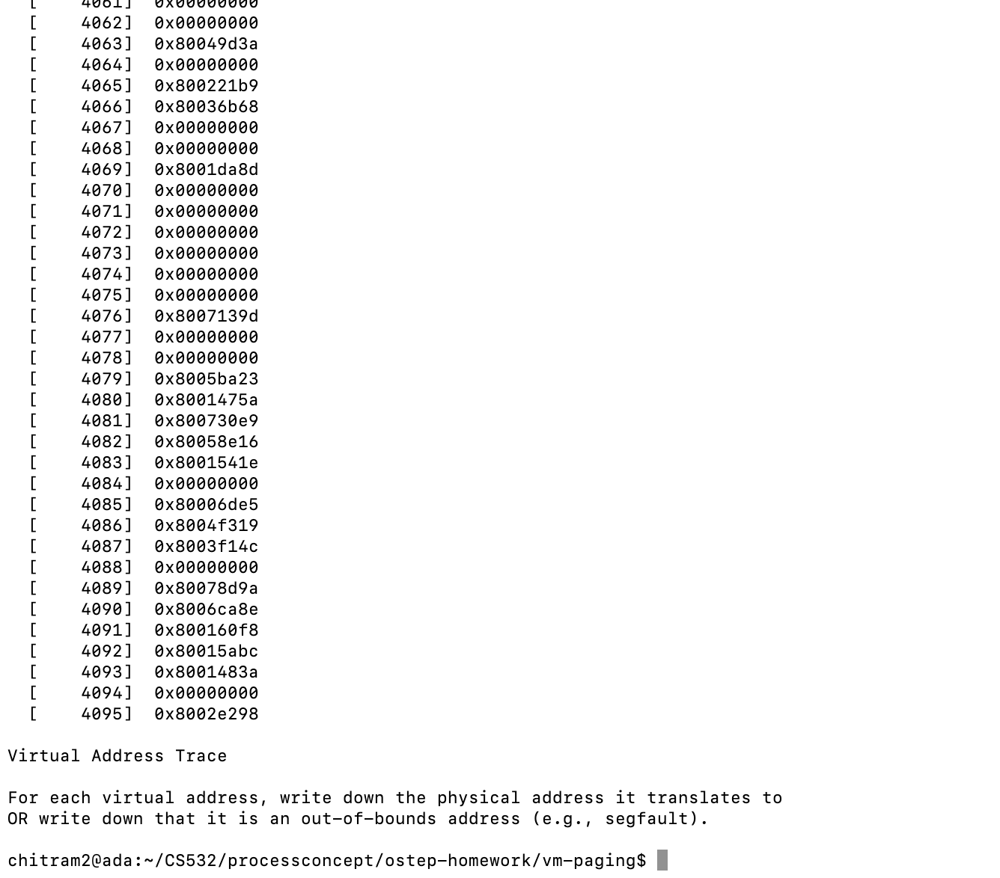 [    4061]  0x00000000
[    4062]  0x00000000
[    4063]  0x80049d3a
[    4064]  0x00000000
[    4065]  0x800221b9
[    4066]  0x80036b68
[    4067]  0x00000000
[    4068]  0x00000000
[    4069]  0x8001da8d
[    4070]  0x00000000
[    4071]  0x00000000
[    4072]  0x00000000
[    4073]  0x00000000
[    4074]  0x00000000
[    4075]  0x00000000
[    4076]  0x8007139d
[    4077]  0x00000000
[    4078]  0x00000000
[    4079]  0x8005ba23
[    4080]  0x8001475a
[    4081]  0x800730e9
[    4082]  0x80058e16
[    4083]  0x8001541e
[    4084]  0x00000000
[    4085]  0x80006de5
[    4086]  0x8004f319
[    4087]  0x8003f14c
[    4088]  0x00000000
[    4089]  0x80078d9a
[    4090]  0x8006ca8e
[    4091]  0x800160f8
[    4092]  0x80015abc
[    4093]  0x8001483a
[    4094]  0x00000000
[    4095]  0x8002e298
Virtual Address Trace
For each virtual address, write down the physical address it translates to
OR write down that it is an out-of-bounds address (e.g., segfault).
chitram2@ada:~/CS532/processconcept/ostep-homework/vm-paging$